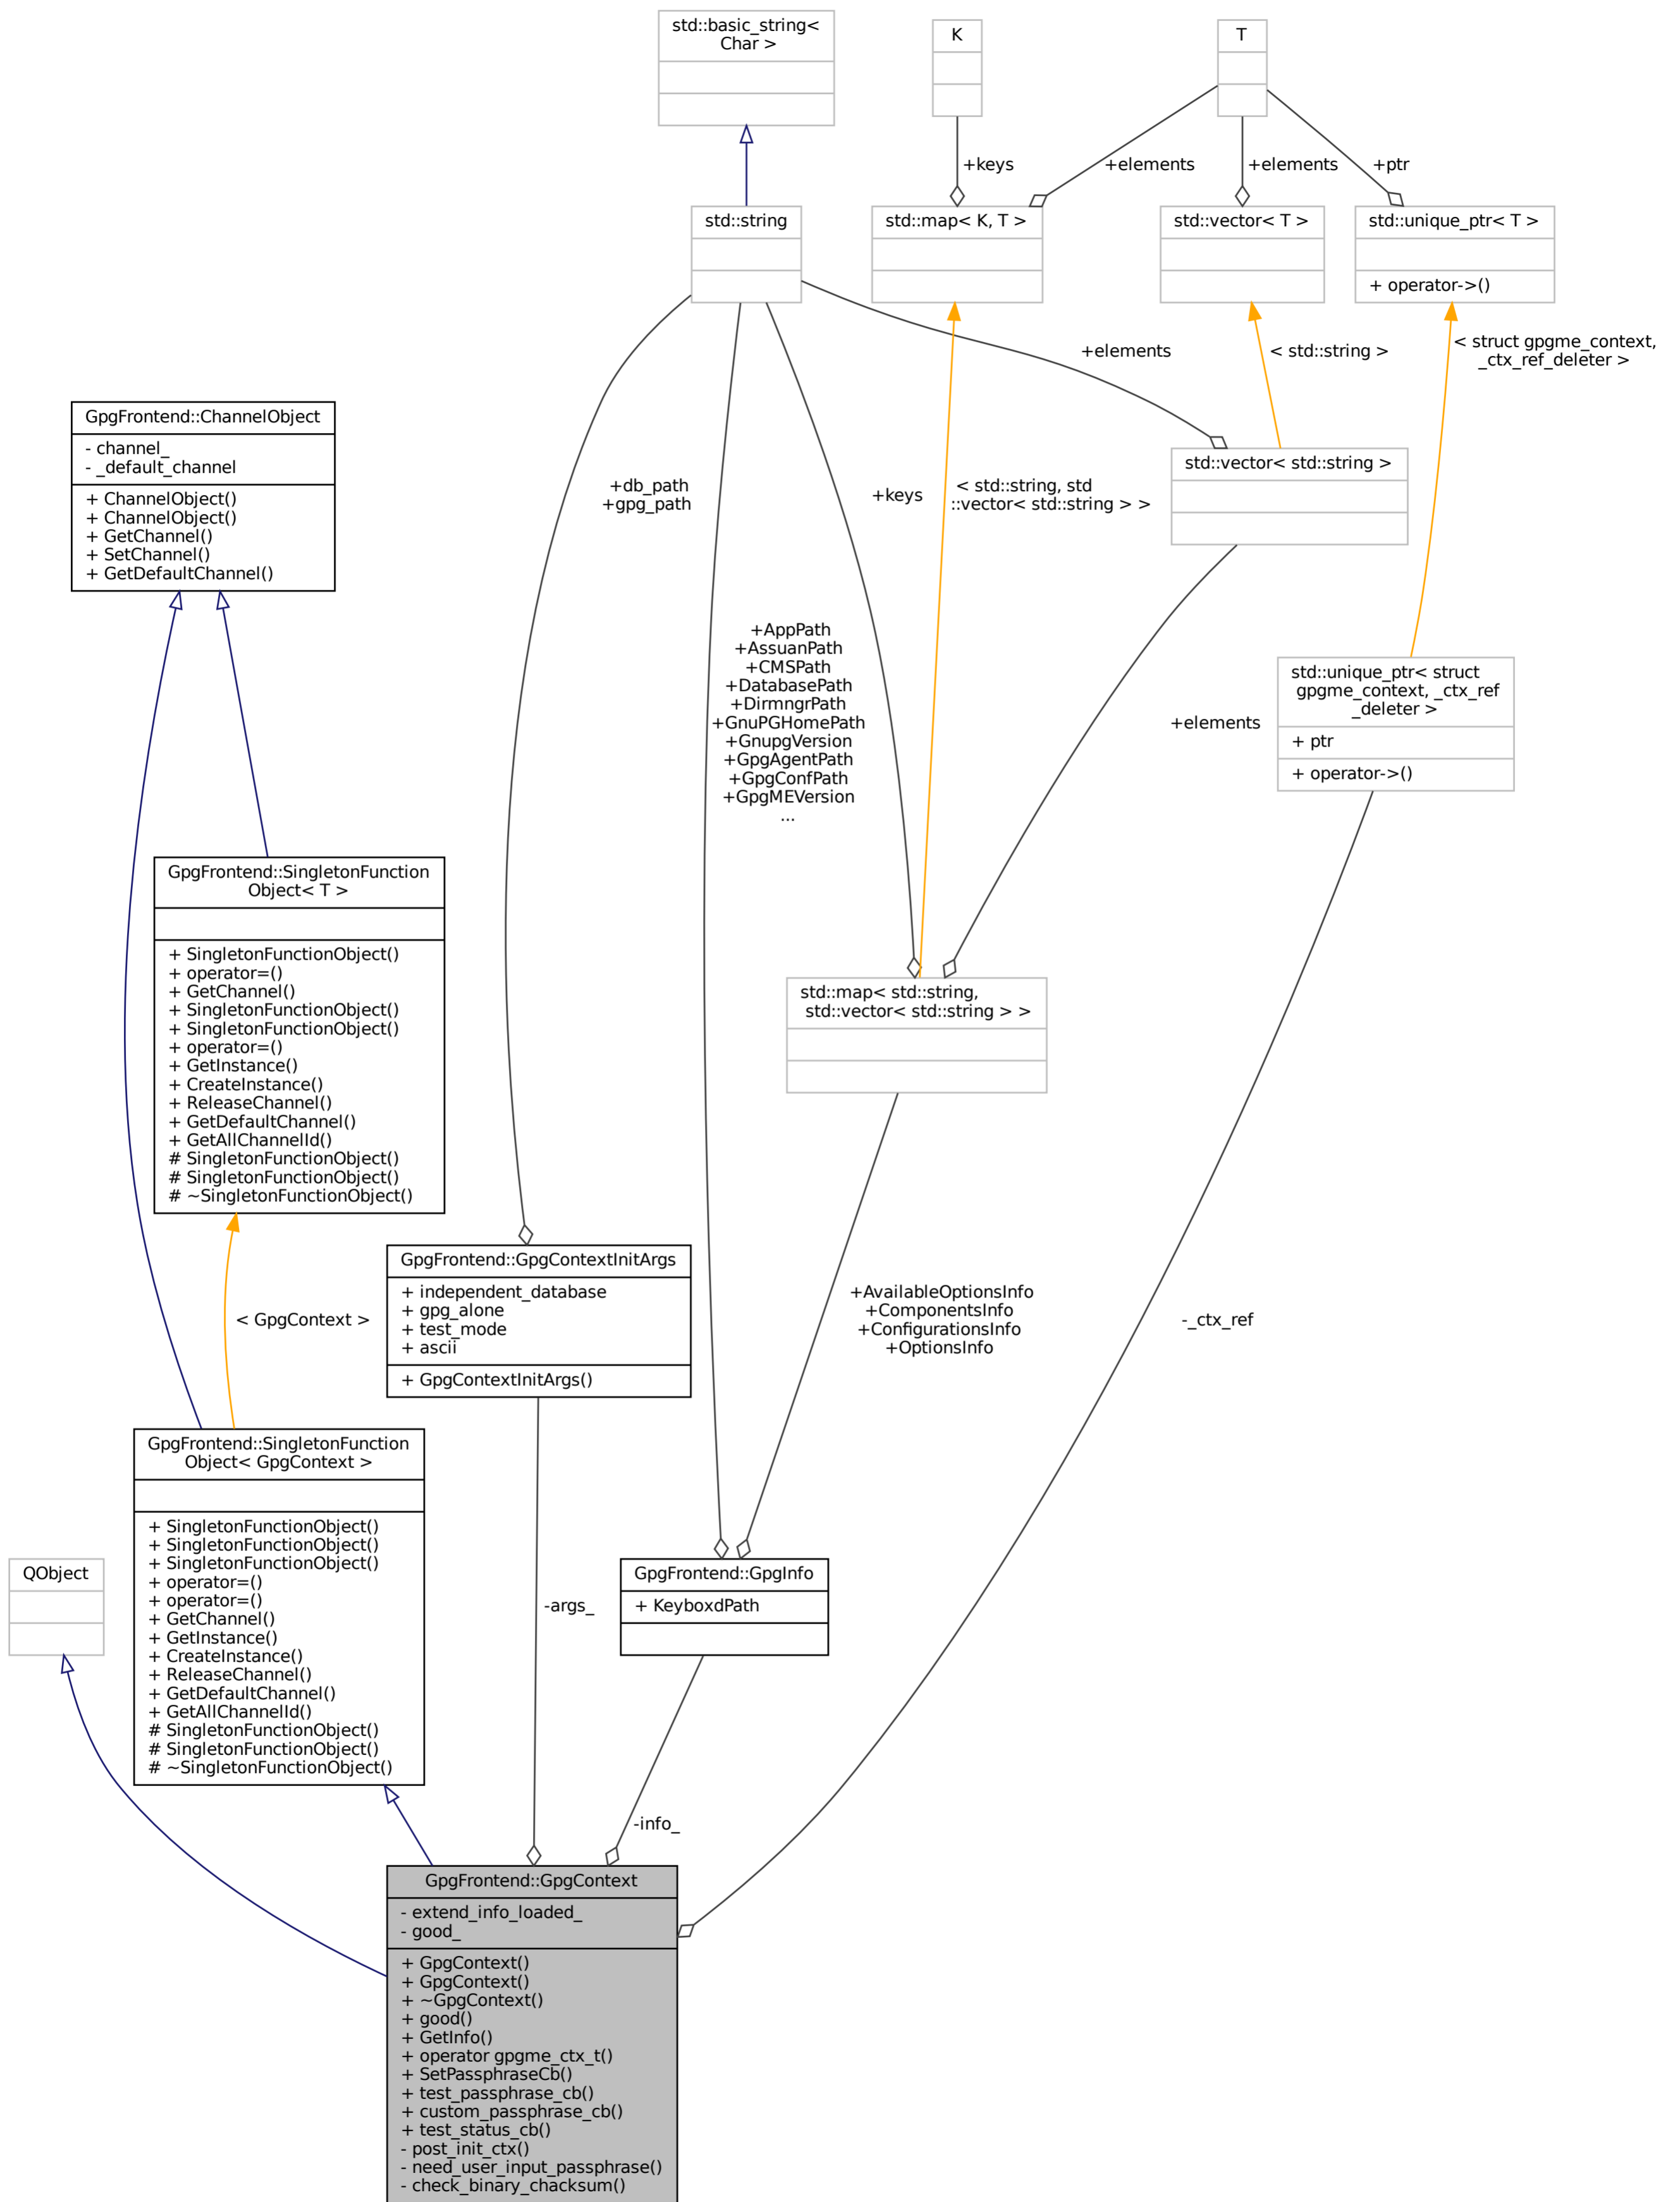 std::basic_string<
Char >
K
T
+keys
+elements
+elements
+ptr
std::string
std::map< K, T >
std::vector< T >
std::unique_ptr< T >
+ operator->()
+elements
< std::string >
< struct gpgme_context,
_ctx_ref_deleter >
GpgFrontend::ChannelObject
- channel_
- _default_channel
+ ChannelObject()
+ ChannelObject()
+ GetChannel()
+ SetChannel()
+ GetDefaultChannel()
+db_path
+gpg_path
+keys
< std::string, std
::vector< std::string > >
std::vector< std::string >
+AppPath
+AssuanPath
+CMSPath
+DatabasePath
+DirmngrPath
+GnuPGHomePath
+GnupgVersion
+GpgAgentPath
+GpgConfPath
+GpgMEVersion
...
+elements
std::unique_ptr< struct
gpgme_context, _ctx_ref
_deleter >
+ ptr
+ operator->()
GpgFrontend::SingletonFunction
Object< T >
+ SingletonFunctionObject()
+ operator=()
+ GetChannel()
+ SingletonFunctionObject()
+ SingletonFunctionObject()
+ operator=()
+ GetInstance()
+ CreateInstance()
+ ReleaseChannel()
+ GetDefaultChannel()
+ GetAllChannelId()
# SingletonFunctionObject()
# SingletonFunctionObject()
# ~SingletonFunctionObject()
std::map< std::string,
std::vector< std::string > >
< GpgContext >
GpgFrontend::GpgContextInitArgs
+ independent_database
+ gpg_alone
+ test_mode
+ ascii
+ GpgContextInitArgs()
+AvailableOptionsInfo
+ComponentsInfo
+ConfigurationsInfo
+OptionsInfo
-_ctx_ref
GpgFrontend::SingletonFunction
Object< GpgContext >
+ SingletonFunctionObject()
+ SingletonFunctionObject()
+ SingletonFunctionObject()
+ operator=()
+ operator=()
+ GetChannel()
+ GetInstance()
+ CreateInstance()
+ ReleaseChannel()
+ GetDefaultChannel()
+ GetAllChannelId()
# SingletonFunctionObject()
# SingletonFunctionObject()
# ~SingletonFunctionObject()
QObject
-args_
GpgFrontend::GpgInfo
+ KeyboxdPath
-info_
GpgFrontend::GpgContext
- extend_info_loaded_
- good_
+ GpgContext()
+ GpgContext()
+ ~GpgContext()
+ good()
+ GetInfo()
+ operator gpgme_ctx_t()
+ SetPassphraseCb()
+ test_passphrase_cb()
+ custom_passphrase_cb()
+ test_status_cb()
- post_init_ctx()
- need_user_input_passphrase()
- check_binary_chacksum()